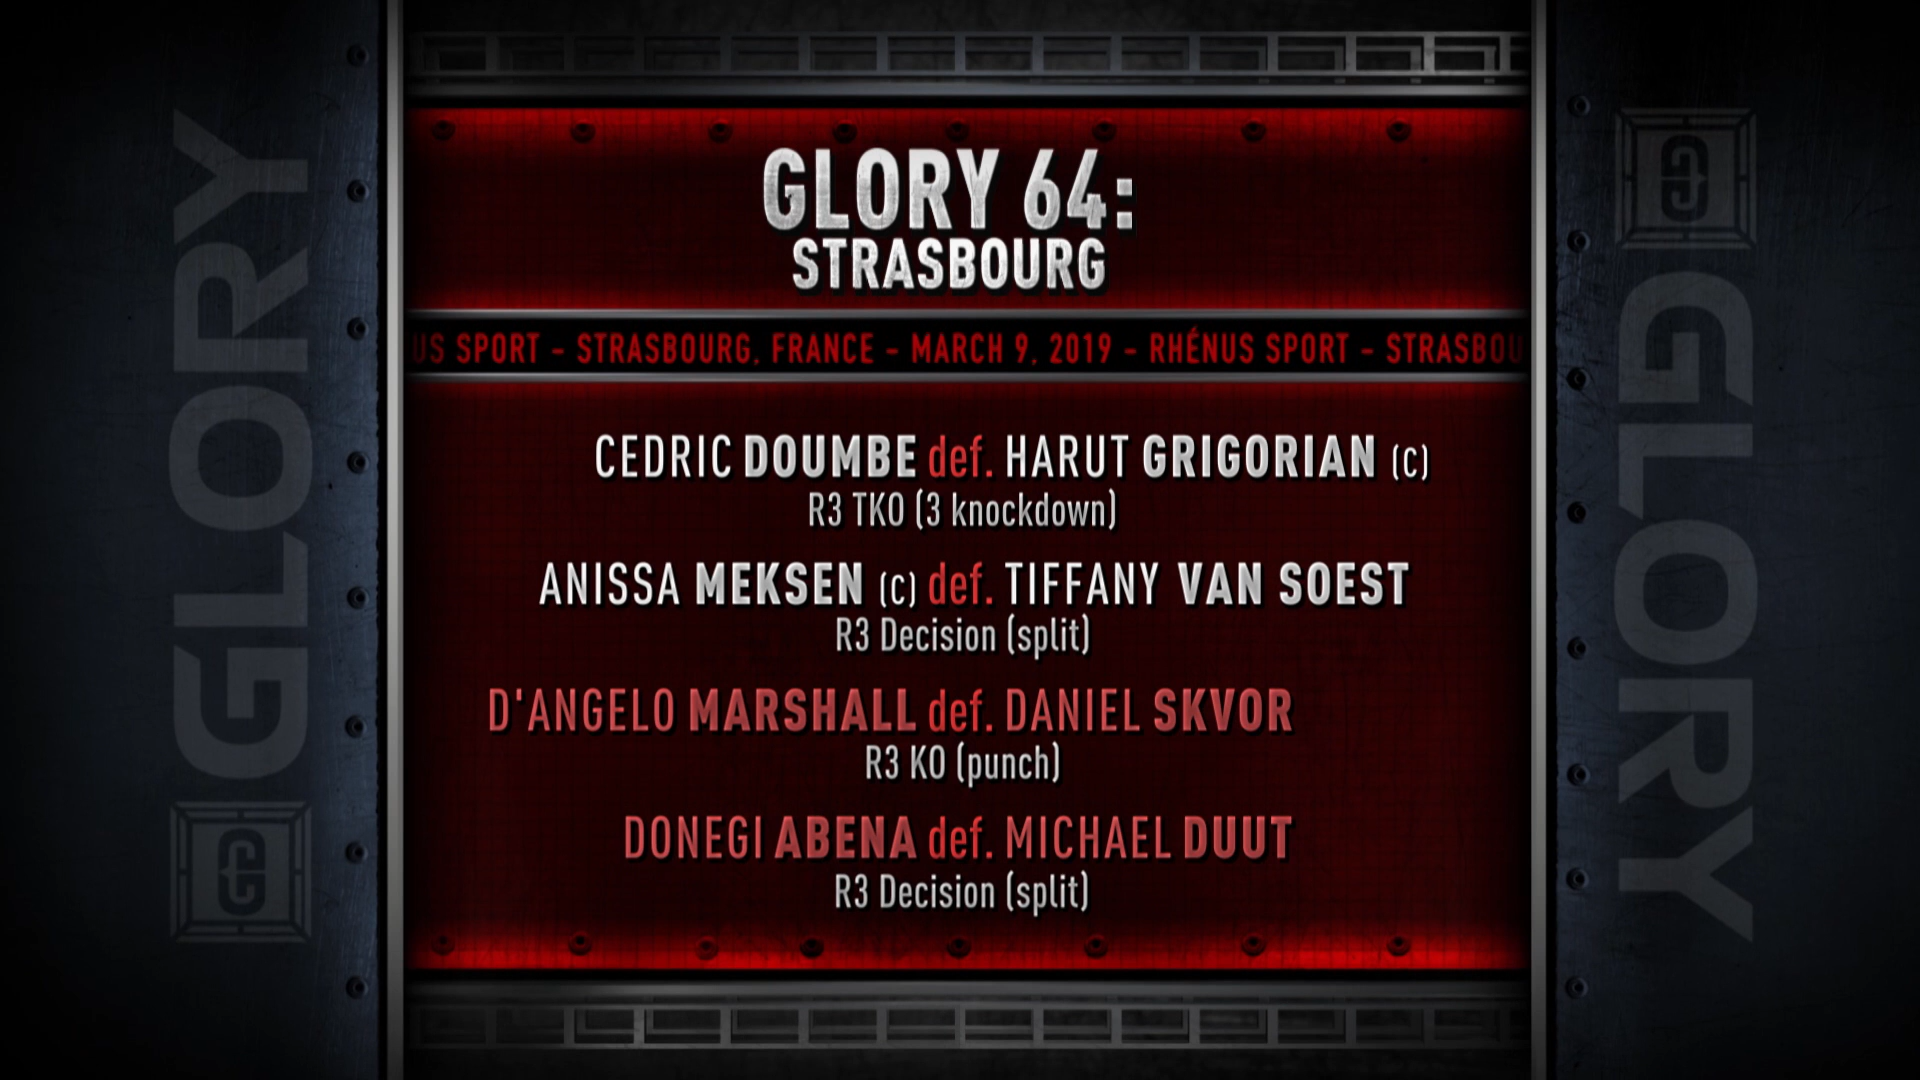 GLORY
GLORY 64:
STRASBOURG
US SPORT – STRASBOURG, FRANCE – MARCH 9, 2019 – RHÉNUS SPORT – STRASBOU
CEDRIC DOUMBE def. HARUT GRIGORIAN (C)
R3 TKO (3 knockdown)
ANISSA MEKSEN (C) def. TIFFANY VAN SOEST
R3 Decision (split)
D'ANGELO MARSHALL def. DANIEL SKVOR
R3 KO (punch)
DONEGI ABENA def. MICHAEL DUUT
R3 Decision (split)
GLORY